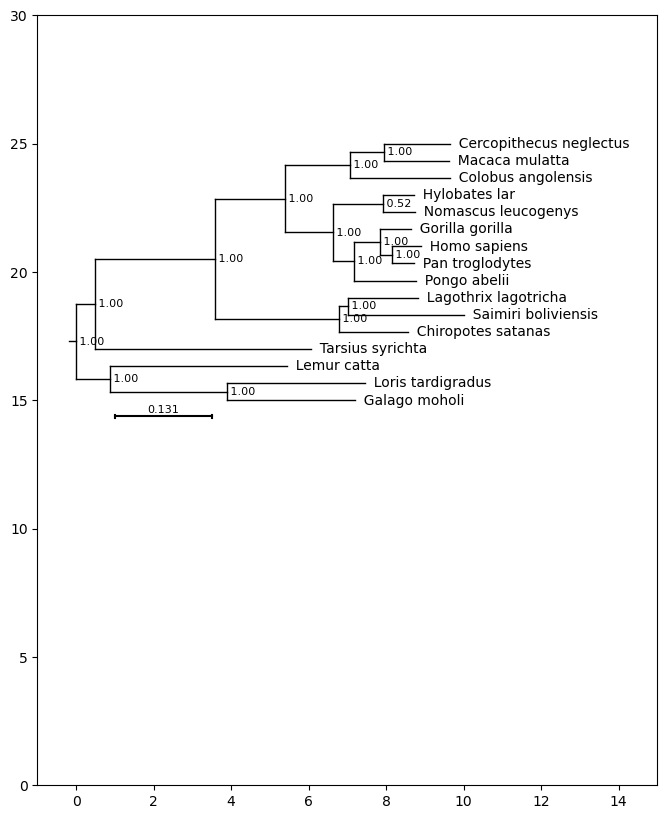 30
25
20
15
10
5
0
Cercopithecus neglectus
1.00
Macaca mulatta
1.00
Colobus angolensis
Hylobates lar
1.00
0.52
Nomascus leucogenys
Gorilla gorilla
1.00
1.00
Homo sapiens
1.00
1.00
Pan troglodytes
1.00
Pongo abelii
Lagothrix lagotricha
1.00
1.00
Saimiri boliviensis
1.00
Chiropotes satanas
1.00
Tarsius syrichta
Lemur catta
1.00
Loris tardigradus
1.00
Galago moholi
0.131
0 2 4 6 8 10 12 14